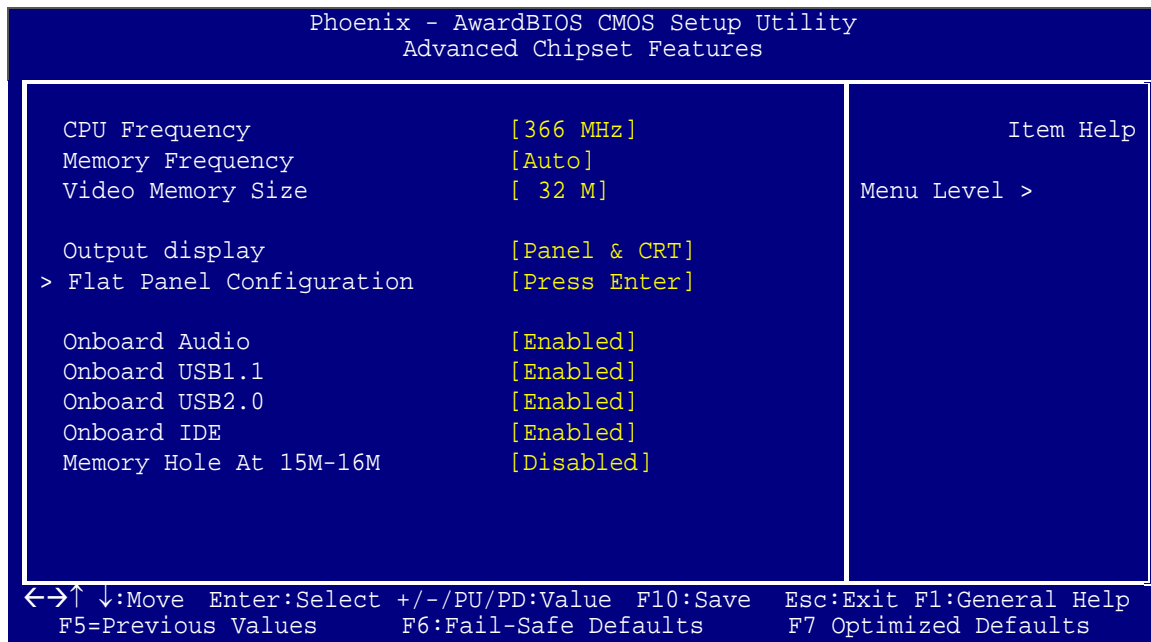 Phoenix - AwardBIOS CMOS Setup Utility
Advanced Chipset Features
CPU Frequency [366 MHz]
Memory Frequency [Auto]
Video Memory Size [ 32 M]
Output display [Panel & CRT]
> Flat Panel Configuration [Press Enter]
Onboard Audio [Enabled]
Onboard USB1.1 [Enabled]
Onboard USB2.0 [Enabled]
Onboard IDE [Enabled]
Memory Hole At 15M-16M [Disabled]
Item Help
Menu Level >
←→↑ ↓:Move Enter:Select +/-/PU/PD:Value F10:Save Esc:Exit F1:General Help
F5=Previous Values F6:Fail-Safe Defaults F7 Optimized Defaults